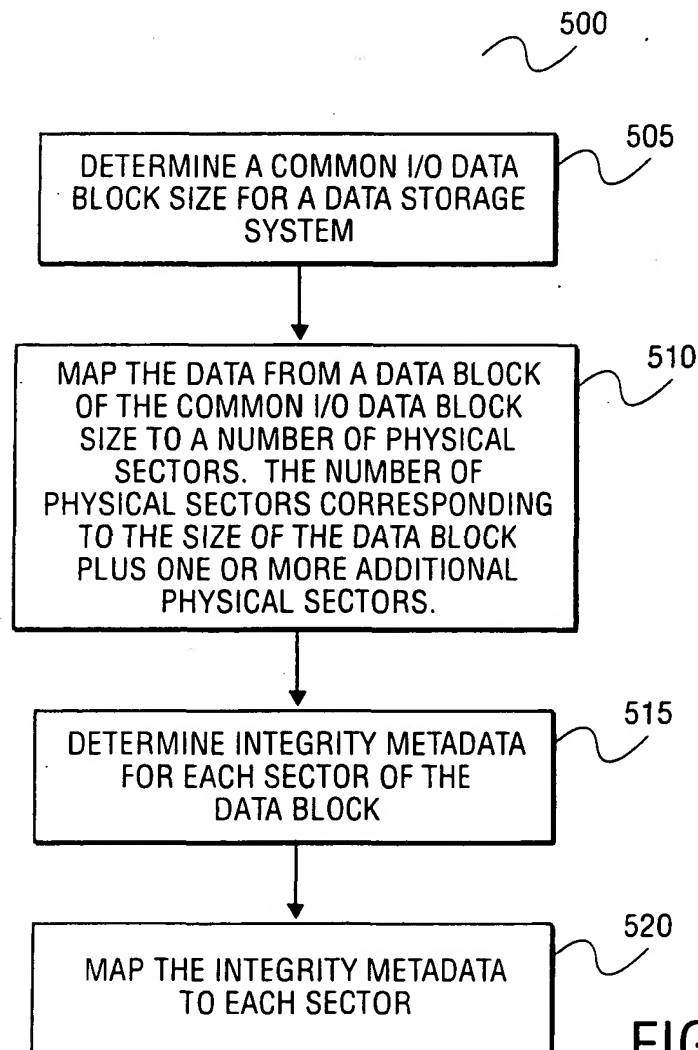 500
505
DETERMINE A COMMON I/O DATA
BLOCK SIZE FOR A DATA STORAGE
SYSTEM
510
MAP THE DATA FROM A DATA BLOCK
OF THE COMMON I/O DATA BLOCK
SIZE TO A NUMBER OF PHYSICAL
SECTORS. THE NUMBER OF
PHYSICAL SECTORS CORRESPONDING
TO THE SIZE OF THE DATA BLOCK
PLUS ONE OR MORE ADDITIONAL
PHYSICAL SECTORS.
515
DETERMINE INTEGRITY METADATA
FOR EACH SECTOR OF THE
DATA BLOCK
520
MAP THE INTEGRITY METADATA
TO EACH SECTOR
FIG